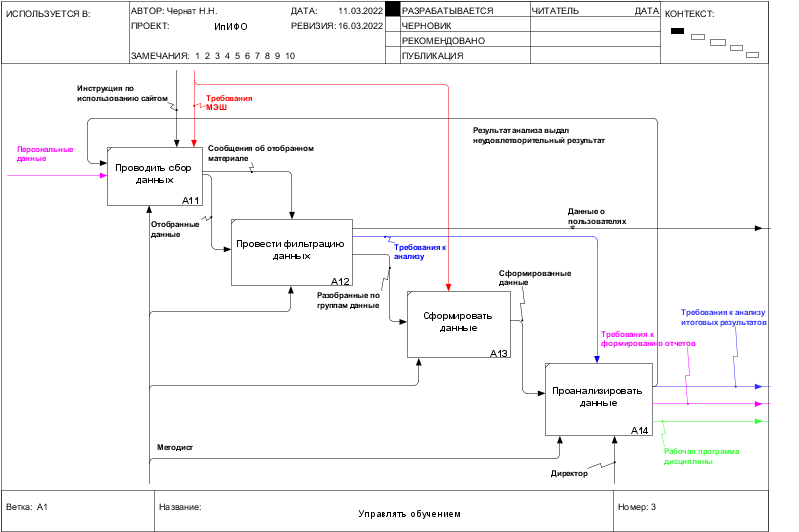 ИСПОЛЬЗУЕТСЯ В:
АВТОР: Чернат Н.Н.
ДАТА: 11.03.2022
ПРОЕКТ: ИпИФО
РЕВИЗИЯ: 16.03.2022
ЗАМЕЧАНИЯ: 1 2 3 4 5 6 7 8 9 10
РАЗРАБАТЫВАЕТСЯ
ЧЕРНОВИК
РЕКОМЕНДОВАНО
ПУБЛИКАЦИЯ
ЧИТАТЕЛЬ
ДАТА
КОНТЕКСТ:
Инструкция по
использованию сайтом
Требования
МЭШ
Результат анализа выдал
неудовлетворительный результат
Персональные
данные
Сообщения об отобранном
материале
Проводить сбор
данных
A11
Отобранные
данные
Данные о
пользователях
Провести фильтрацию
данных
A12
Требования к
анализу
Разобранные по
группам данные
Сформированные
данные
Сформировать
данные
A13
Требования к анализу
итоговых результатов
Требования к
формированию отчетов
Проанализировать
данные
A14
Методист
Директор
Рабочая программа
дисциплины
Ветка: A1
Название:
Управлять обучением
Номер: 3